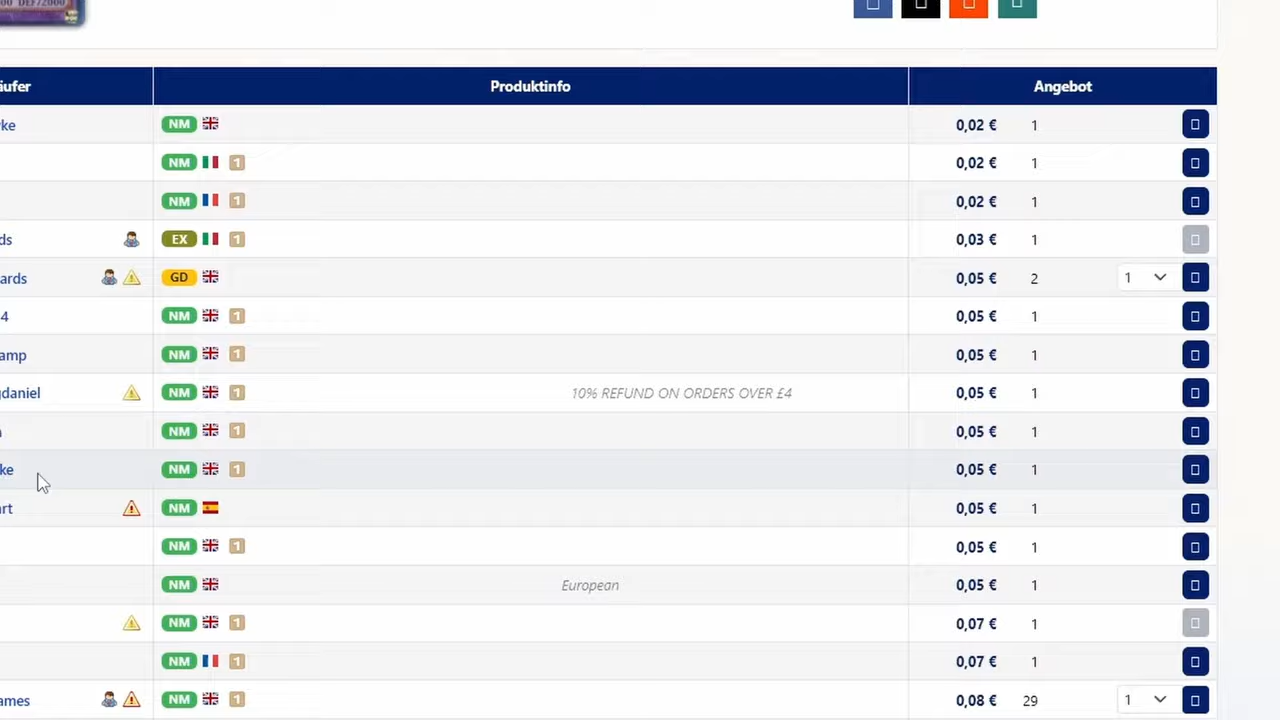 DEF/2000
äufer Produktinfo Angebot
ke NM 0,02 € 1
NM 1 0,02 € 1
NM 1 0,02 € 1
ds EX 1 0,03 € 1
ards GD 0,05 € 2 1
4 NM 1 0,05 € 1
amp NM 1 0,05 € 1
daniel NM 1 10% REFUND ON ORDERS OVER £4 0,05 € 1
NM 1 0,05 € 1
ke NM 1 0,05 € 1
rt NM 0,05 € 1
NM 1 0,05 € 1
NM European 0,05 € 1
NM 1 0,07 € 1
NM 1 0,07 € 1
ames NM 1 0,08 € 29 1